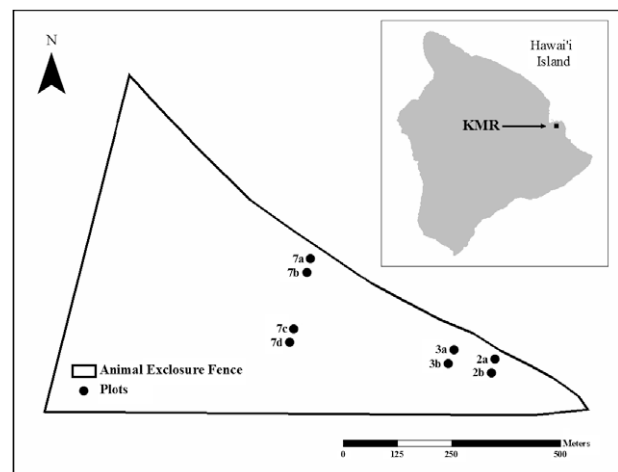 N
Hawai'i
Island
KMR
7a
7b
7c
7d
3a
3b
2a
2b
Animal Exclosure Fence
Plots
Meters
0 125 250 500